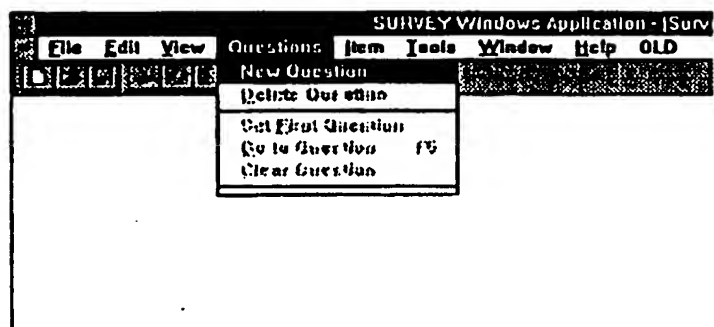 SURVEY Windows Application - [Surv
File Edit View Questions Item Tools Window Help OLD
New Question
Delete Question
Set First Question
Go to Question F5
Clear Question